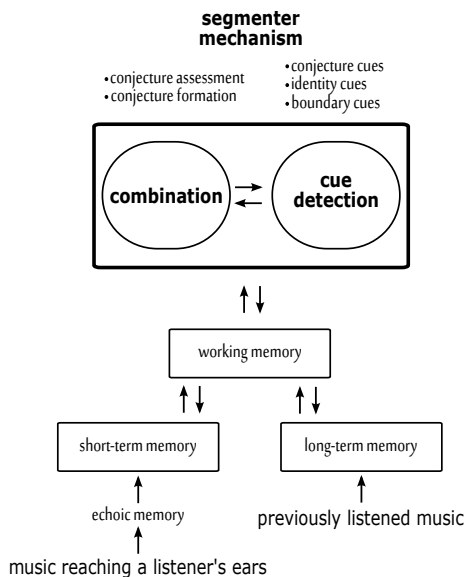 segmenter
mechanism
•conjecture assessment
•conjecture formation
•conjecture cues
•identity cues
•boundary cues
combination
cue
detection
working memory
short-term memory
long-term memory
echoic memory
previously listened music
music reaching a listener's ears